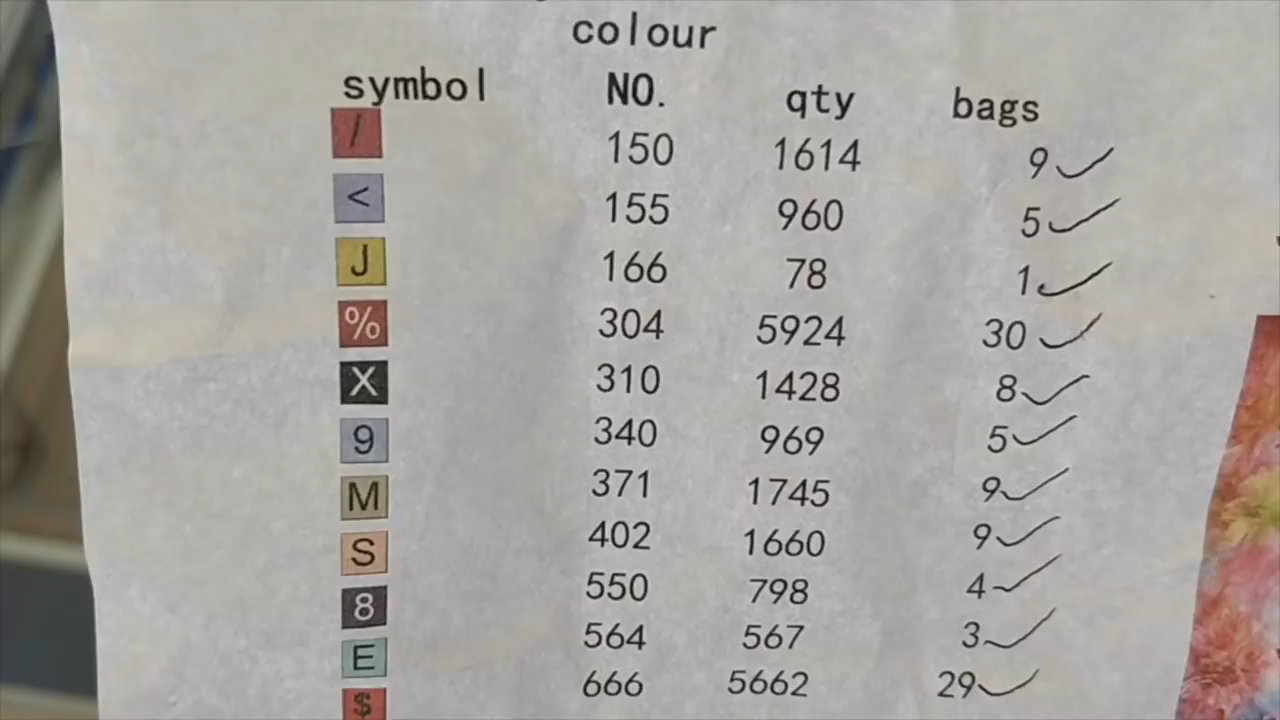 colour
symbol NO. qty bags
/ 150 1614 9
< 155 960 5
J 166 78 1
% 304 5924 30
X 310 1428 8
9 340 969 5
M 371 1745 9
S 402 1660 9
8 550 798 4
E 564 567 3
$ 666 5662 29